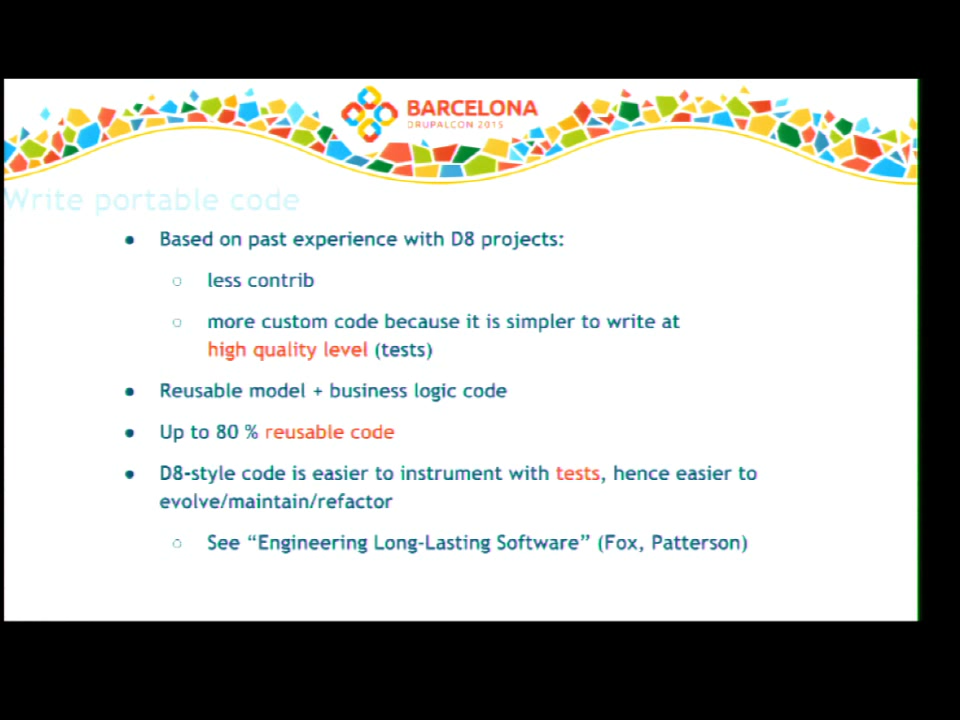 BARCELONA
DRUPALCON 2015
Write portable code
● Based on past experience with D8 projects:
○ less contrib
○ more custom code because it is simpler to write at
high quality level (tests)
● Reusable model + business logic code
● Up to 80 % reusable code
● D8-style code is easier to instrument with tests, hence easier to
evolve/maintain/refactor
○ See “Engineering Long-Lasting Software” (Fox, Patterson)